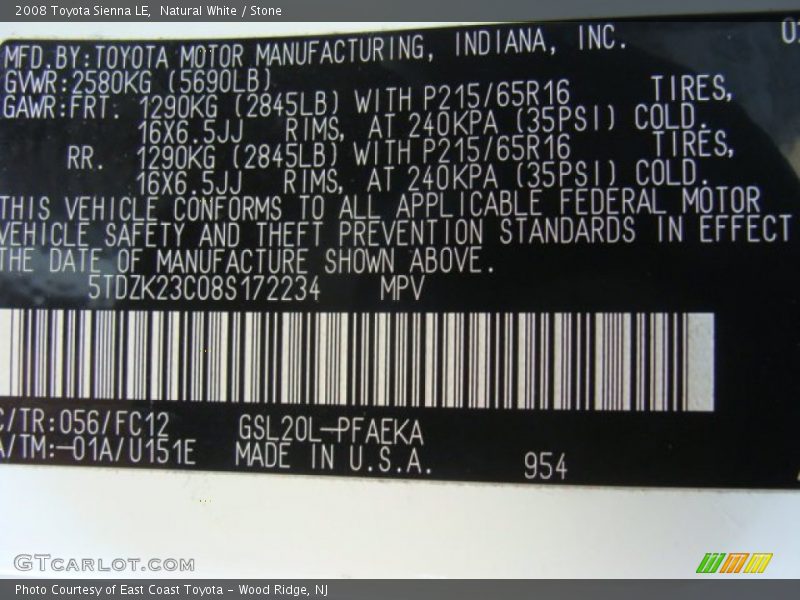 2008 Toyota Sienna LE,  Natural White / Stone
MFD.BY:TOYOTA MOTOR MANUFACTURING, INDIANA, INC.
GVWR:2580KG (5690LB)
GAWR:FRT. 1290KG (2845LB) WITH P215/65R16 TIRES,
16X6.5JJ RIMS, AT 240KPA (35PSI) COLD.
RR. 1290KG (2845LB) WITH P215/65R16 TIRES,
16X6.5JJ RIMS, AT 240KPA (35PSI) COLD.
THIS VEHICLE CONFORMS TO ALL APPLICABLE FEDERAL MOTOR
VEHICLE SAFETY AND THEFT PREVENTION STANDARDS IN EFFECT
THE DATE OF MANUFACTURE SHOWN ABOVE.
5TDZK23C08S172234 MPV
C/TR:056/FC12 GSL20L-PFAEKA
A/TM:-01A/U151E MADE IN U.S.A. 954
GTCARLOT.COM
Photo Courtesy of East Coast Toyota - Wood Ridge, NJ